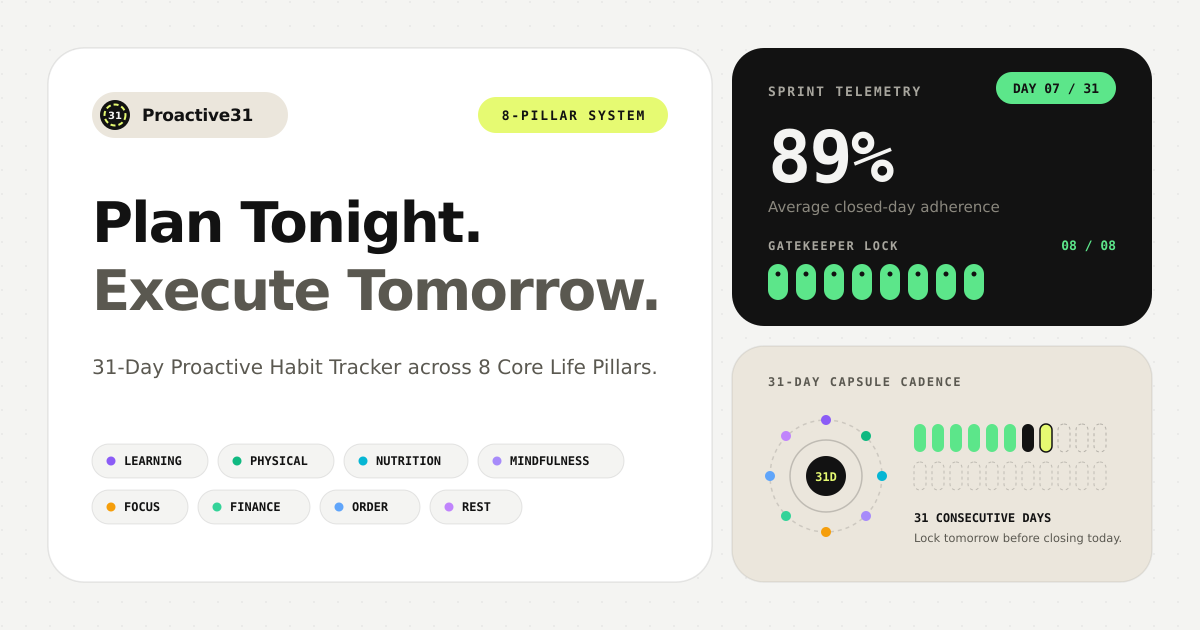 31 Proactive31
8-PILLAR SYSTEM
Plan Tonight.
Execute Tomorrow.
31-Day Proactive Habit Tracker across 8 Core Life Pillars.
LEARNING
PHYSICAL
NUTRITION
MINDFULNESS
FOCUS
FINANCE
ORDER
REST
SPRINT TELEMETRY
DAY 07 / 31
89%
Average closed-day adherence
GATEKEEPER LOCK
08 / 08
31-DAY CAPSULE CADENCE
31D
31 CONSECUTIVE DAYS
Lock tomorrow before closing today.